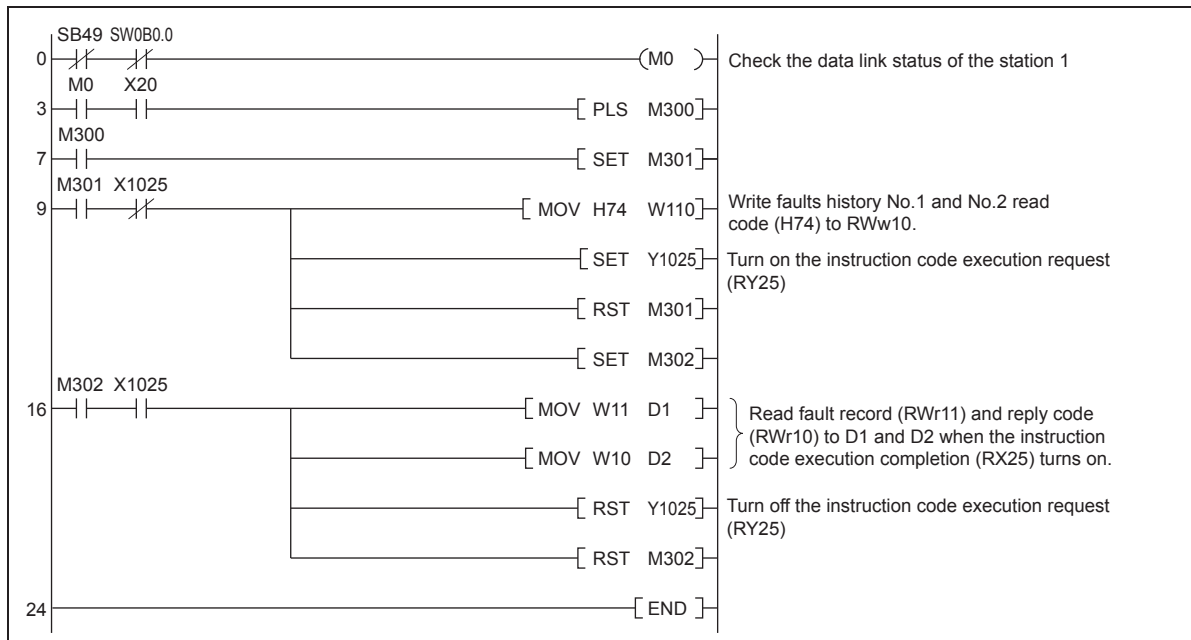 SB49 SW0B0.0
0 M0 Check the data link status of the station 1
M0 X20
3 PLS M300
M300
7 SET M301
M301 X1025
9 MOV H74 W110 Write faults history No.1 and No.2 read
code (H74) to RWw10.
SET Y1025 Turn on the instruction code execution request
(RY25)
RST M301
SET M302
M302 X1025
16 MOV W11 D1 Read fault record (RWr11) and reply code
(RWr10) to D1 and D2 when the instruction
MOV W10 D2 code execution completion (RX25) turns on.
RST Y1025 Turn off the instruction code execution request
(RY25)
RST M302
24 END